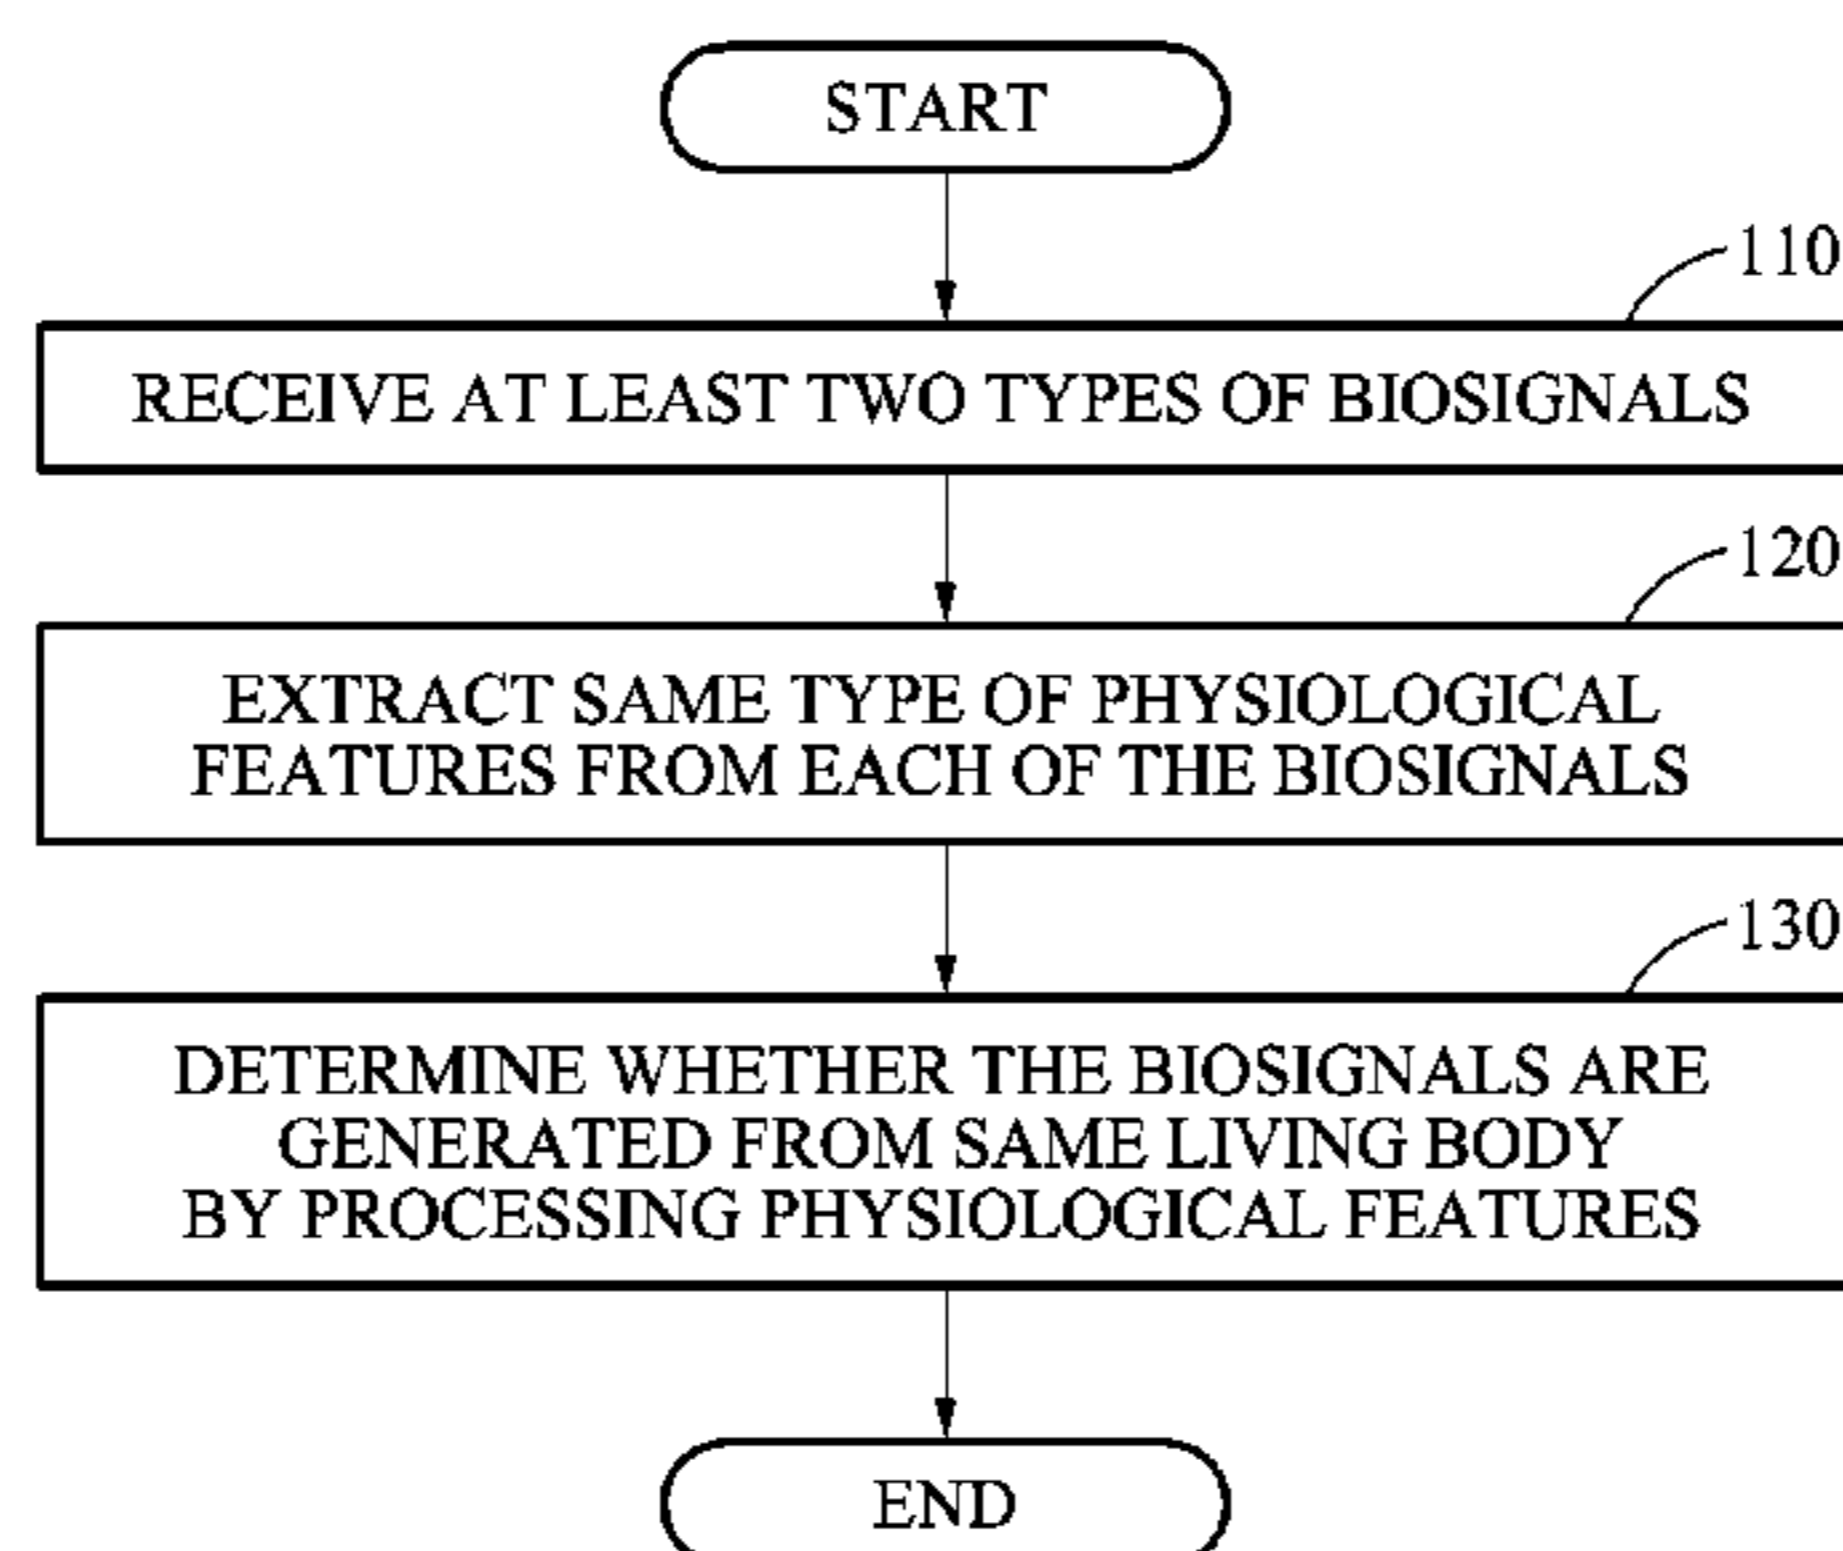 START
110
RECEIVE AT LEAST TWO TYPES OF BIOSIGNALS
120
EXTRACT SAME TYPE OF PHYSIOLOGICAL
FEATURES FROM EACH OF THE BIOSIGNALS
130
DETERMINE WHETHER THE BIOSIGNALS ARE
GENERATED FROM SAME LIVING BODY
BY PROCESSING PHYSIOLOGICAL FEATURES
END